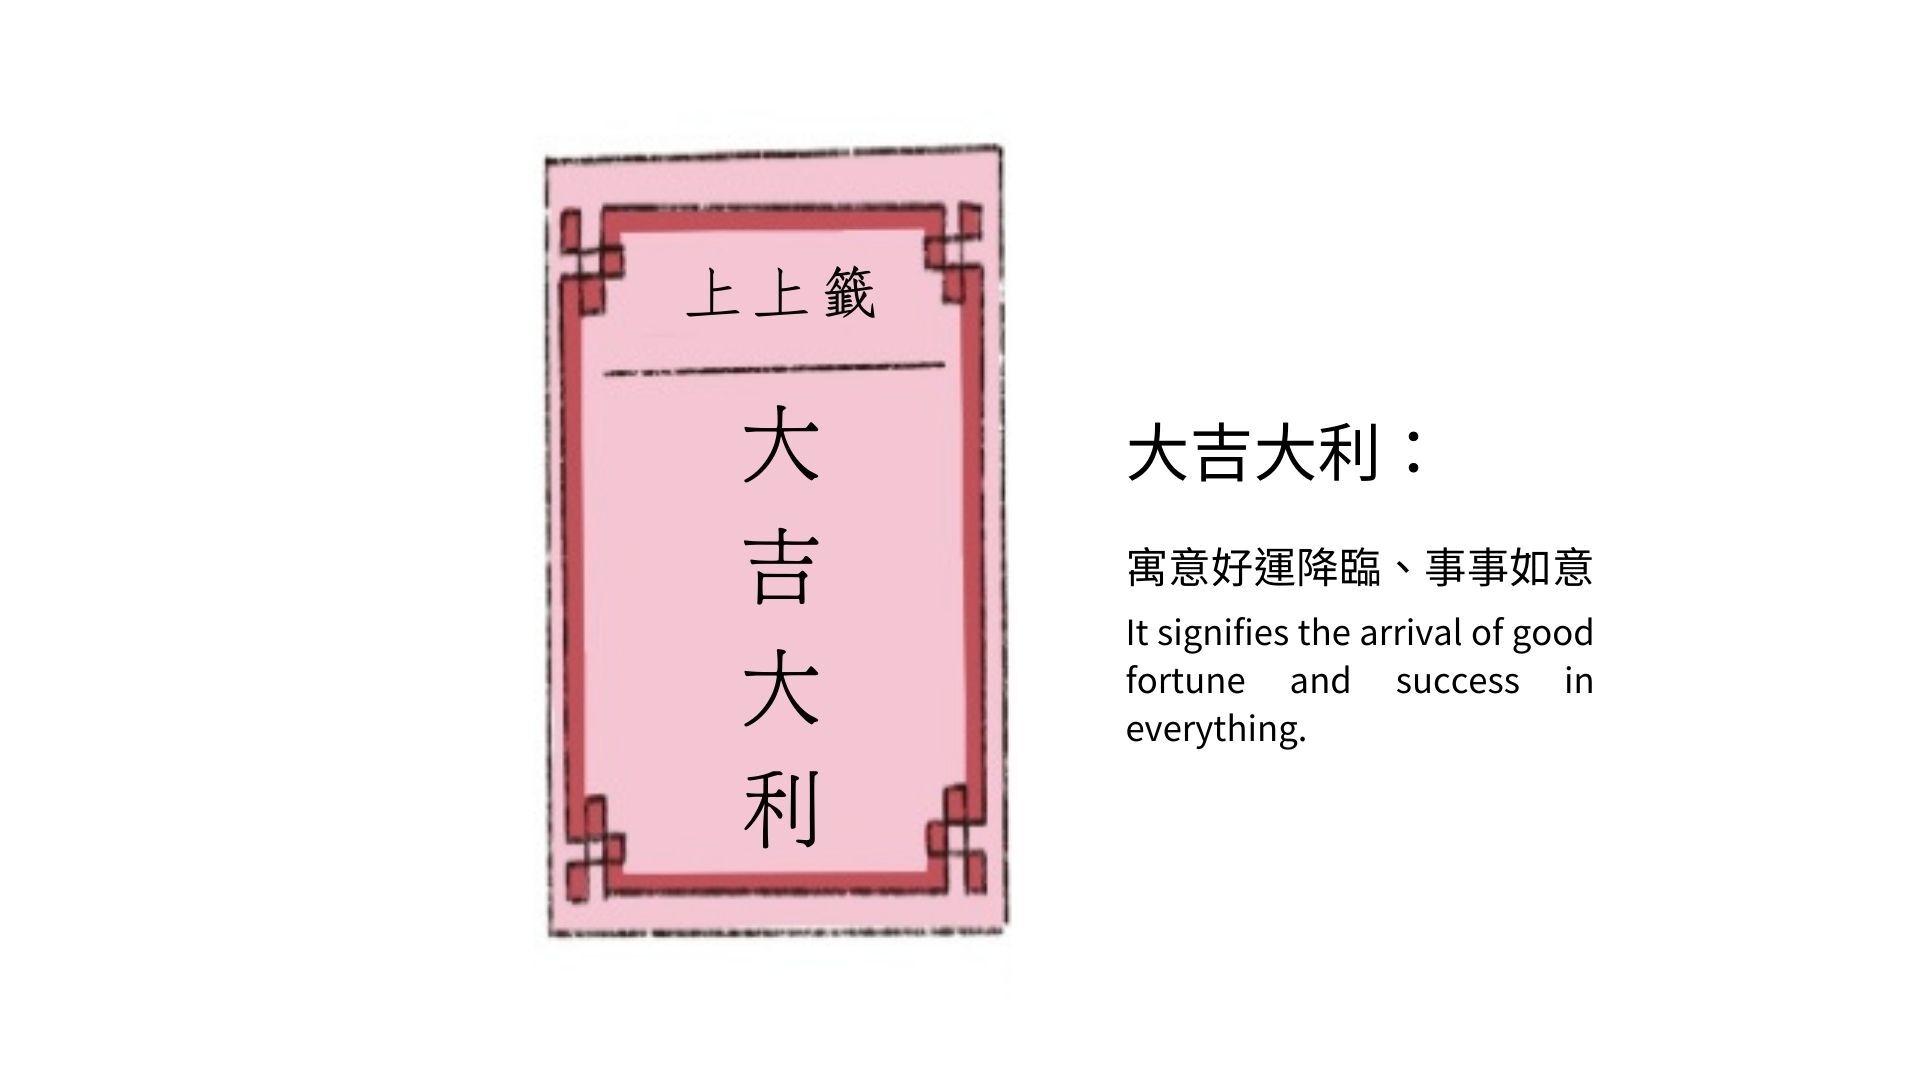 上上籤
大吉大利
大吉大利：
寓意好運降臨、事事如意
It signifies the arrival of good
fortune and success in
everything.